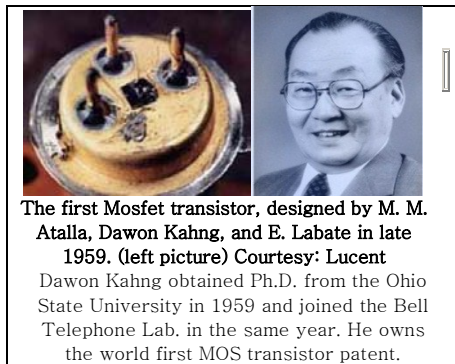 The first Mosfet transistor, designed by M. M.
Atalla, Dawon Kahng, and E. Labate in late
1959. (left picture) Courtesy: Lucent
Dawon Kahng obtained Ph.D. from the Ohio
State University in 1959 and joined the Bell
Telephone Lab. in the same year. He owns
the world first MOS transistor patent.